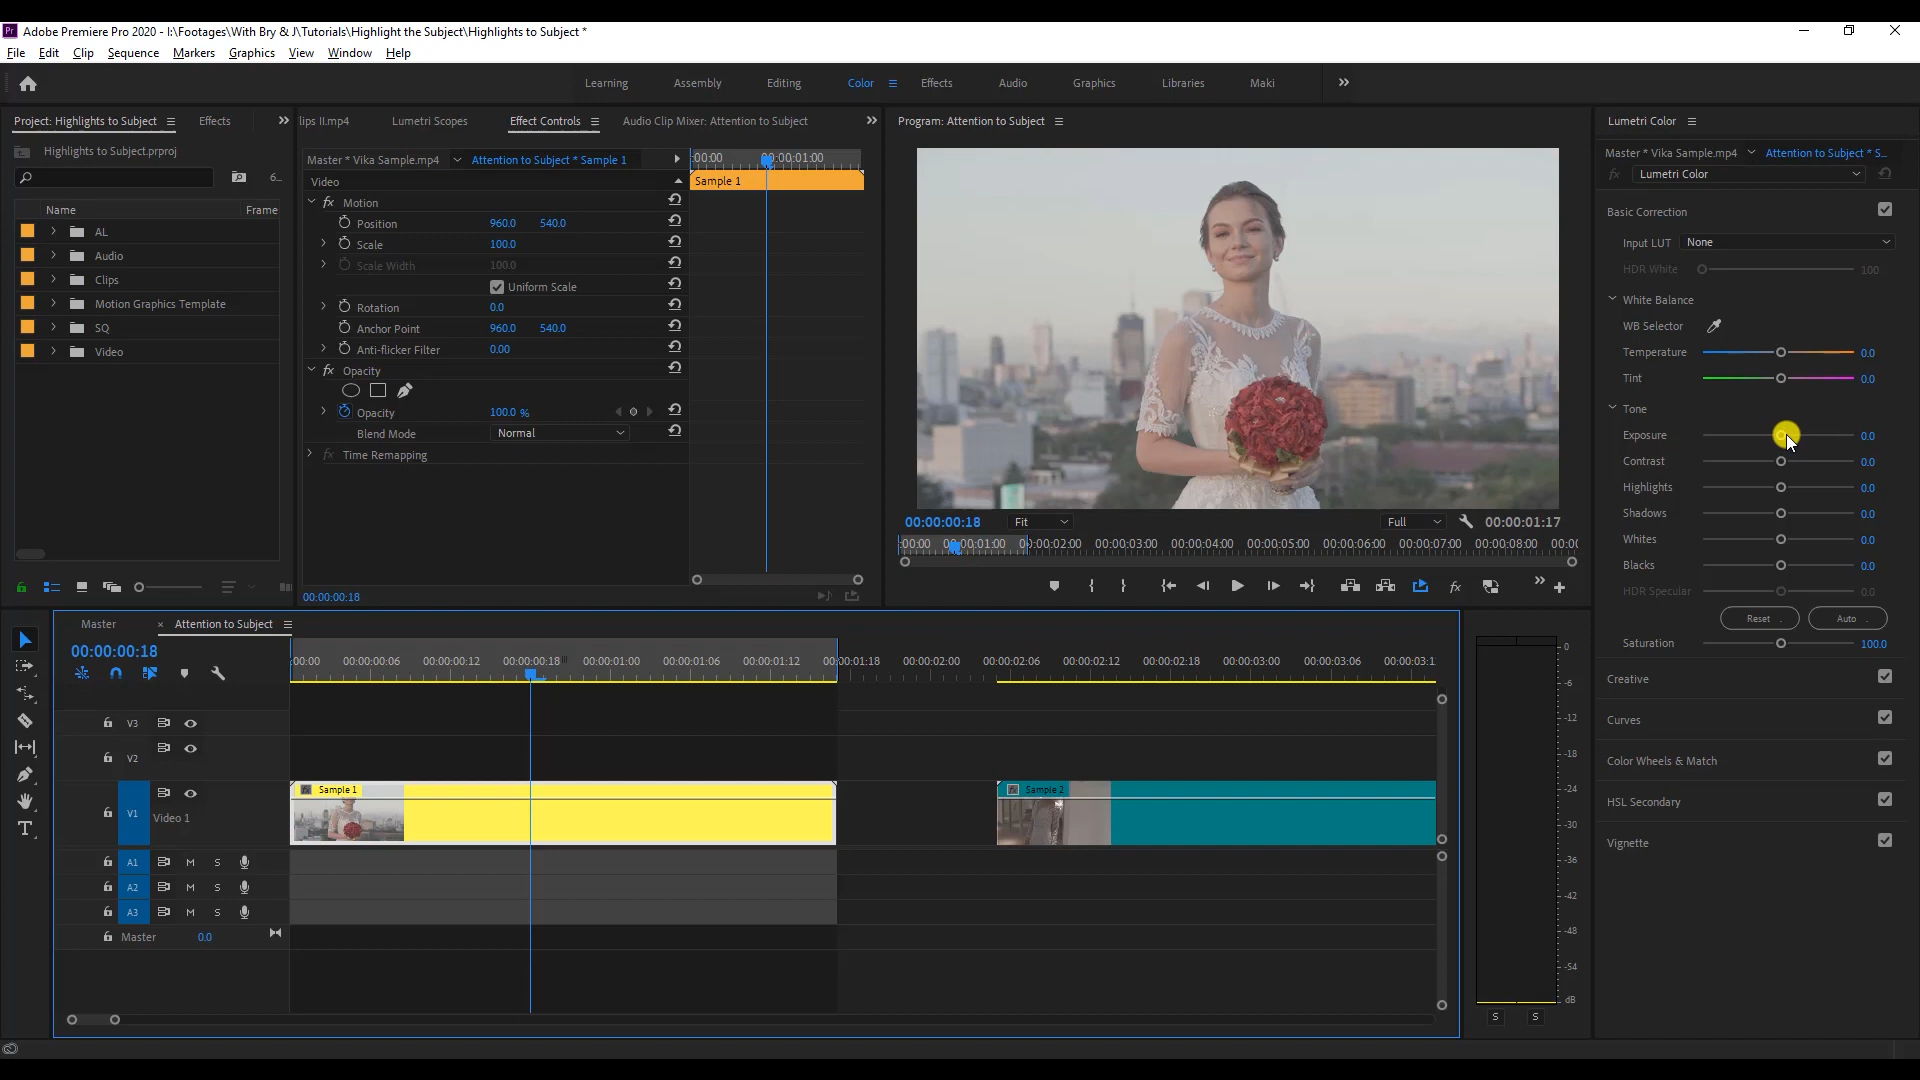 Adobe Premiere Pro 2020 - I:\Footages\With Bry & J\Tutorials\Highlight the Subject\Highlights to Subject *
File Edit Clip Sequence Markers Graphics View Window Help
Learning Assembly Editing Color Effects Audio Graphics Libraries Maki
Project: Highlights to Subject Effects
Highlights to Subject.prproj
6...
Name Frame
AL
Audio
Clips
Motion Graphics Template
SQ
Video
lips II.mp4 Lumetri Scopes Effect Controls Audio Clip Mixer: Attention to Subject
Master * Vika Sample.mp4 Attention to Subject * Sample 1
:00:00 00:00:01:00
Video
Sample 1
fx Motion
Position 960.0 540.0
Scale 100.0
Scale Width 100.0
Uniform Scale
Rotation 0.0
Anchor Point 960.0 540.0
Anti-flicker Filter 0.00
fx Opacity
Opacity 100.0 %
Blend Mode Normal
fx Time Remapping
00:00:00:18
Program: Attention to Subject
00:00:00:18 Fit Full 00:00:01:17
:00:00 00:00:01:00 00:00:02:00 00:00:03:00 00:00:04:00 00:00:05:00 00:00:06:00 00:00:07:00 00:00:08:00 00:0
fx
Lumetri Color
Master * Vika Sample.mp4 Attention to Subject * S...
fx Lumetri Color
Basic Correction
Input LUT None
HDR White 100
White Balance
WB Selector
Temperature 0.0
Tint 0.0
Tone
Exposure 0.0
Contrast 0.0
Highlights 0.0
Shadows 0.0
Whites 0.0
Blacks 0.0
HDR Specular 0.0
Reset Auto
Saturation 100.0
Creative
Curves
Color Wheels & Match
HSL Secondary
Vignette
Master × Attention to Subject
00:00:00:18
:00:00 00:00:00:06 00:00:00:12 00:00:00:18 00:00:01:00 00:00:01:06 00:00:01:12 00:00:01:18 00:00:02:00 00:00:02:06 00:00:02:12 00:00:02:18 00:00:03:00 00:00:03:06 00:00:03:1
V3
V2
V1 Video 1
fx Sample 1
fx Sample 2
A1 M S
A2 M S
A3 M S
Master 0.0
0
-6
-12
-18
-24
-30
-36
-42
-48
-54
dB
S S